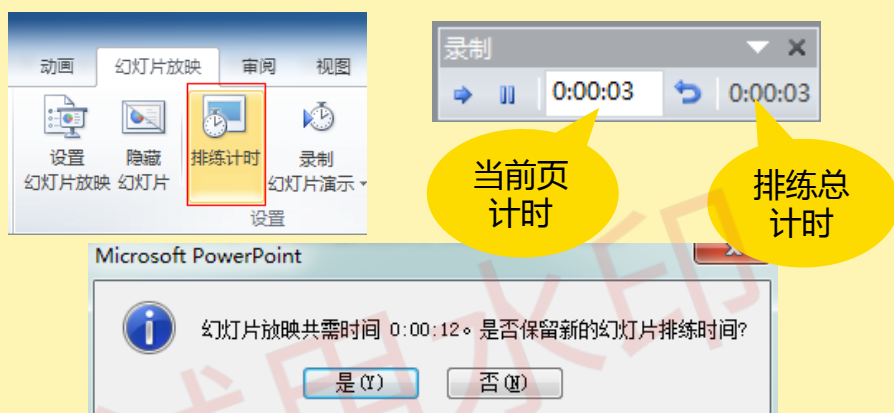 动画 幻灯片放映 审阅 视图
设置
幻灯片放映
隐藏
幻灯片
排练计时
录制
幻灯片演示
设置
录制
0:00:03 0:00:03
当前页
计时
排练总
计时
Microsoft PowerPoint
幻灯片放映共需时间 0:00:12。是否保留新的幻灯片排练时间?
是(Y) 否(N)
试用水印